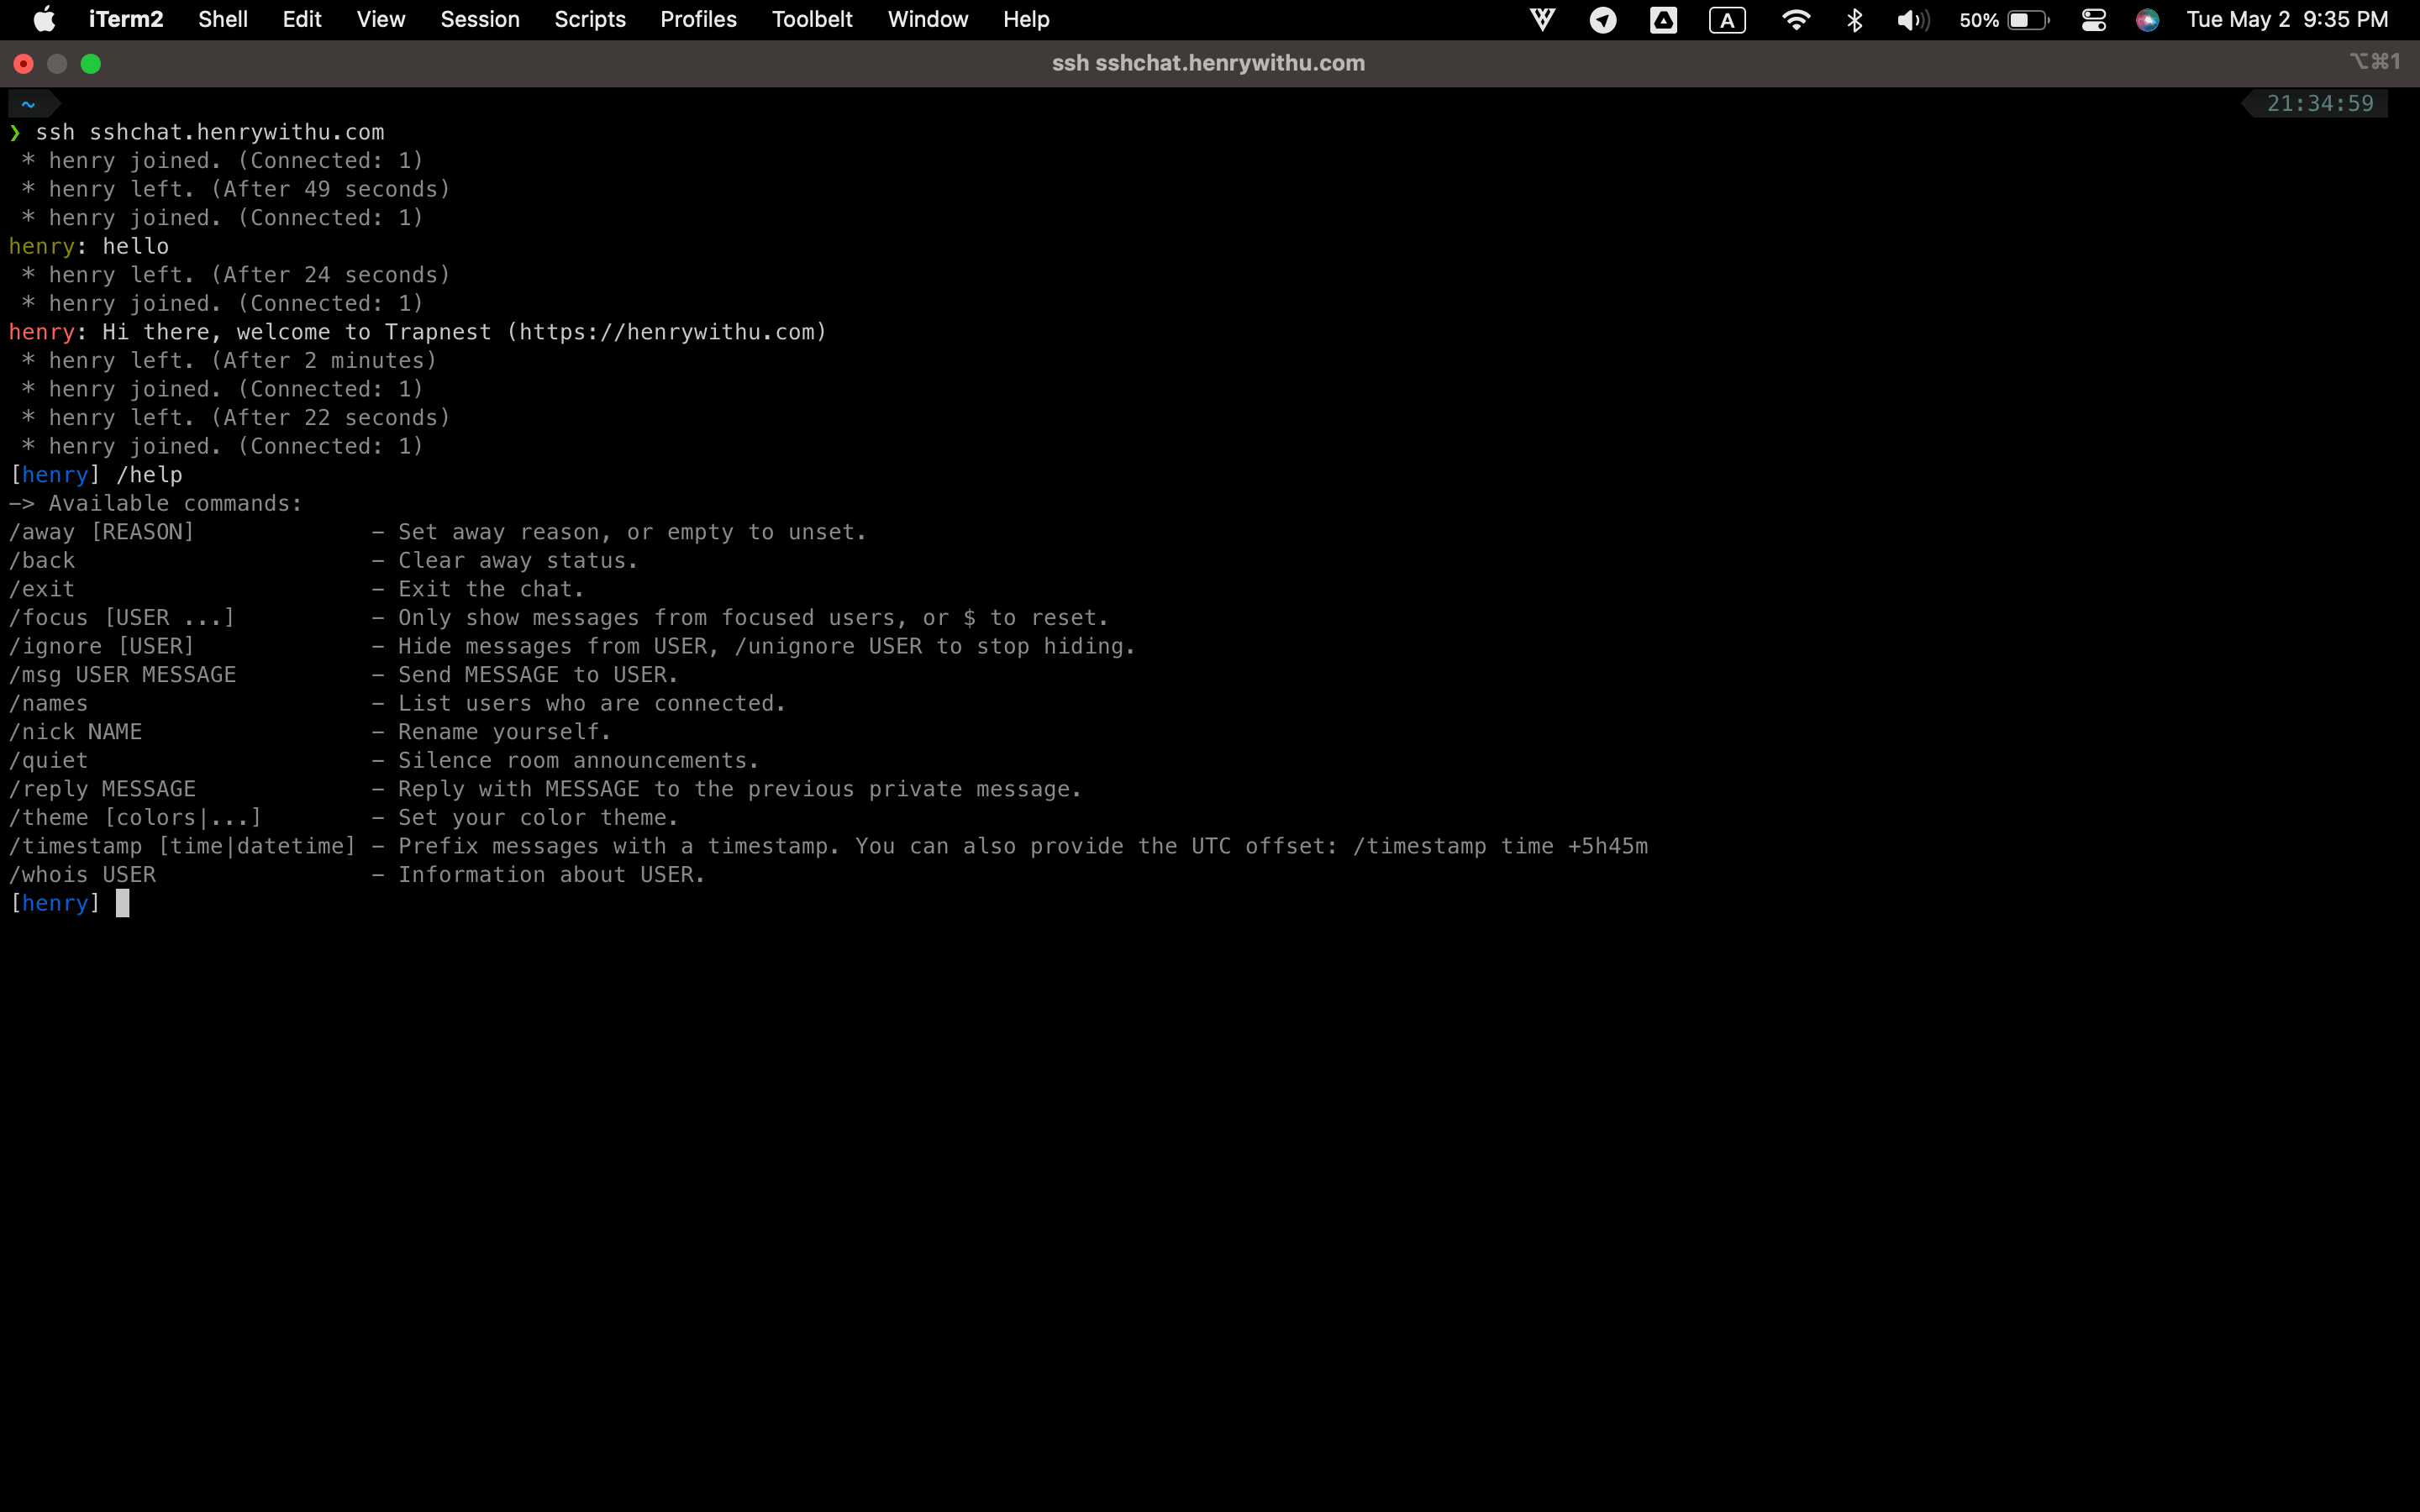 iTerm2 Shell Edit View Session Scripts Profiles Toolbelt Window Help A 50% Tue May 2 9:35 PM
ssh sshchat.henrywithu.com ⌥⌘1
~ 21:34:59
❯ ssh sshchat.henrywithu.com
* henry joined. (Connected: 1)
* henry left. (After 49 seconds)
* henry joined. (Connected: 1)
henry: hello
* henry left. (After 24 seconds)
* henry joined. (Connected: 1)
henry: Hi there, welcome to Trapnest (https://henrywithu.com)
* henry left. (After 2 minutes)
* henry joined. (Connected: 1)
* henry left. (After 22 seconds)
* henry joined. (Connected: 1)
[henry] /help
-> Available commands:
/away [REASON] - Set away reason, or empty to unset.
/back - Clear away status.
/exit - Exit the chat.
/focus [USER ...] - Only show messages from focused users, or $ to reset.
/ignore [USER] - Hide messages from USER, /unignore USER to stop hiding.
/msg USER MESSAGE - Send MESSAGE to USER.
/names - List users who are connected.
/nick NAME - Rename yourself.
/quiet - Silence room announcements.
/reply MESSAGE - Reply with MESSAGE to the previous private message.
/theme [colors|...] - Set your color theme.
/timestamp [time|datetime] - Prefix messages with a timestamp. You can also provide the UTC offset: /timestamp time +5h45m
/whois USER - Information about USER.
[henry]